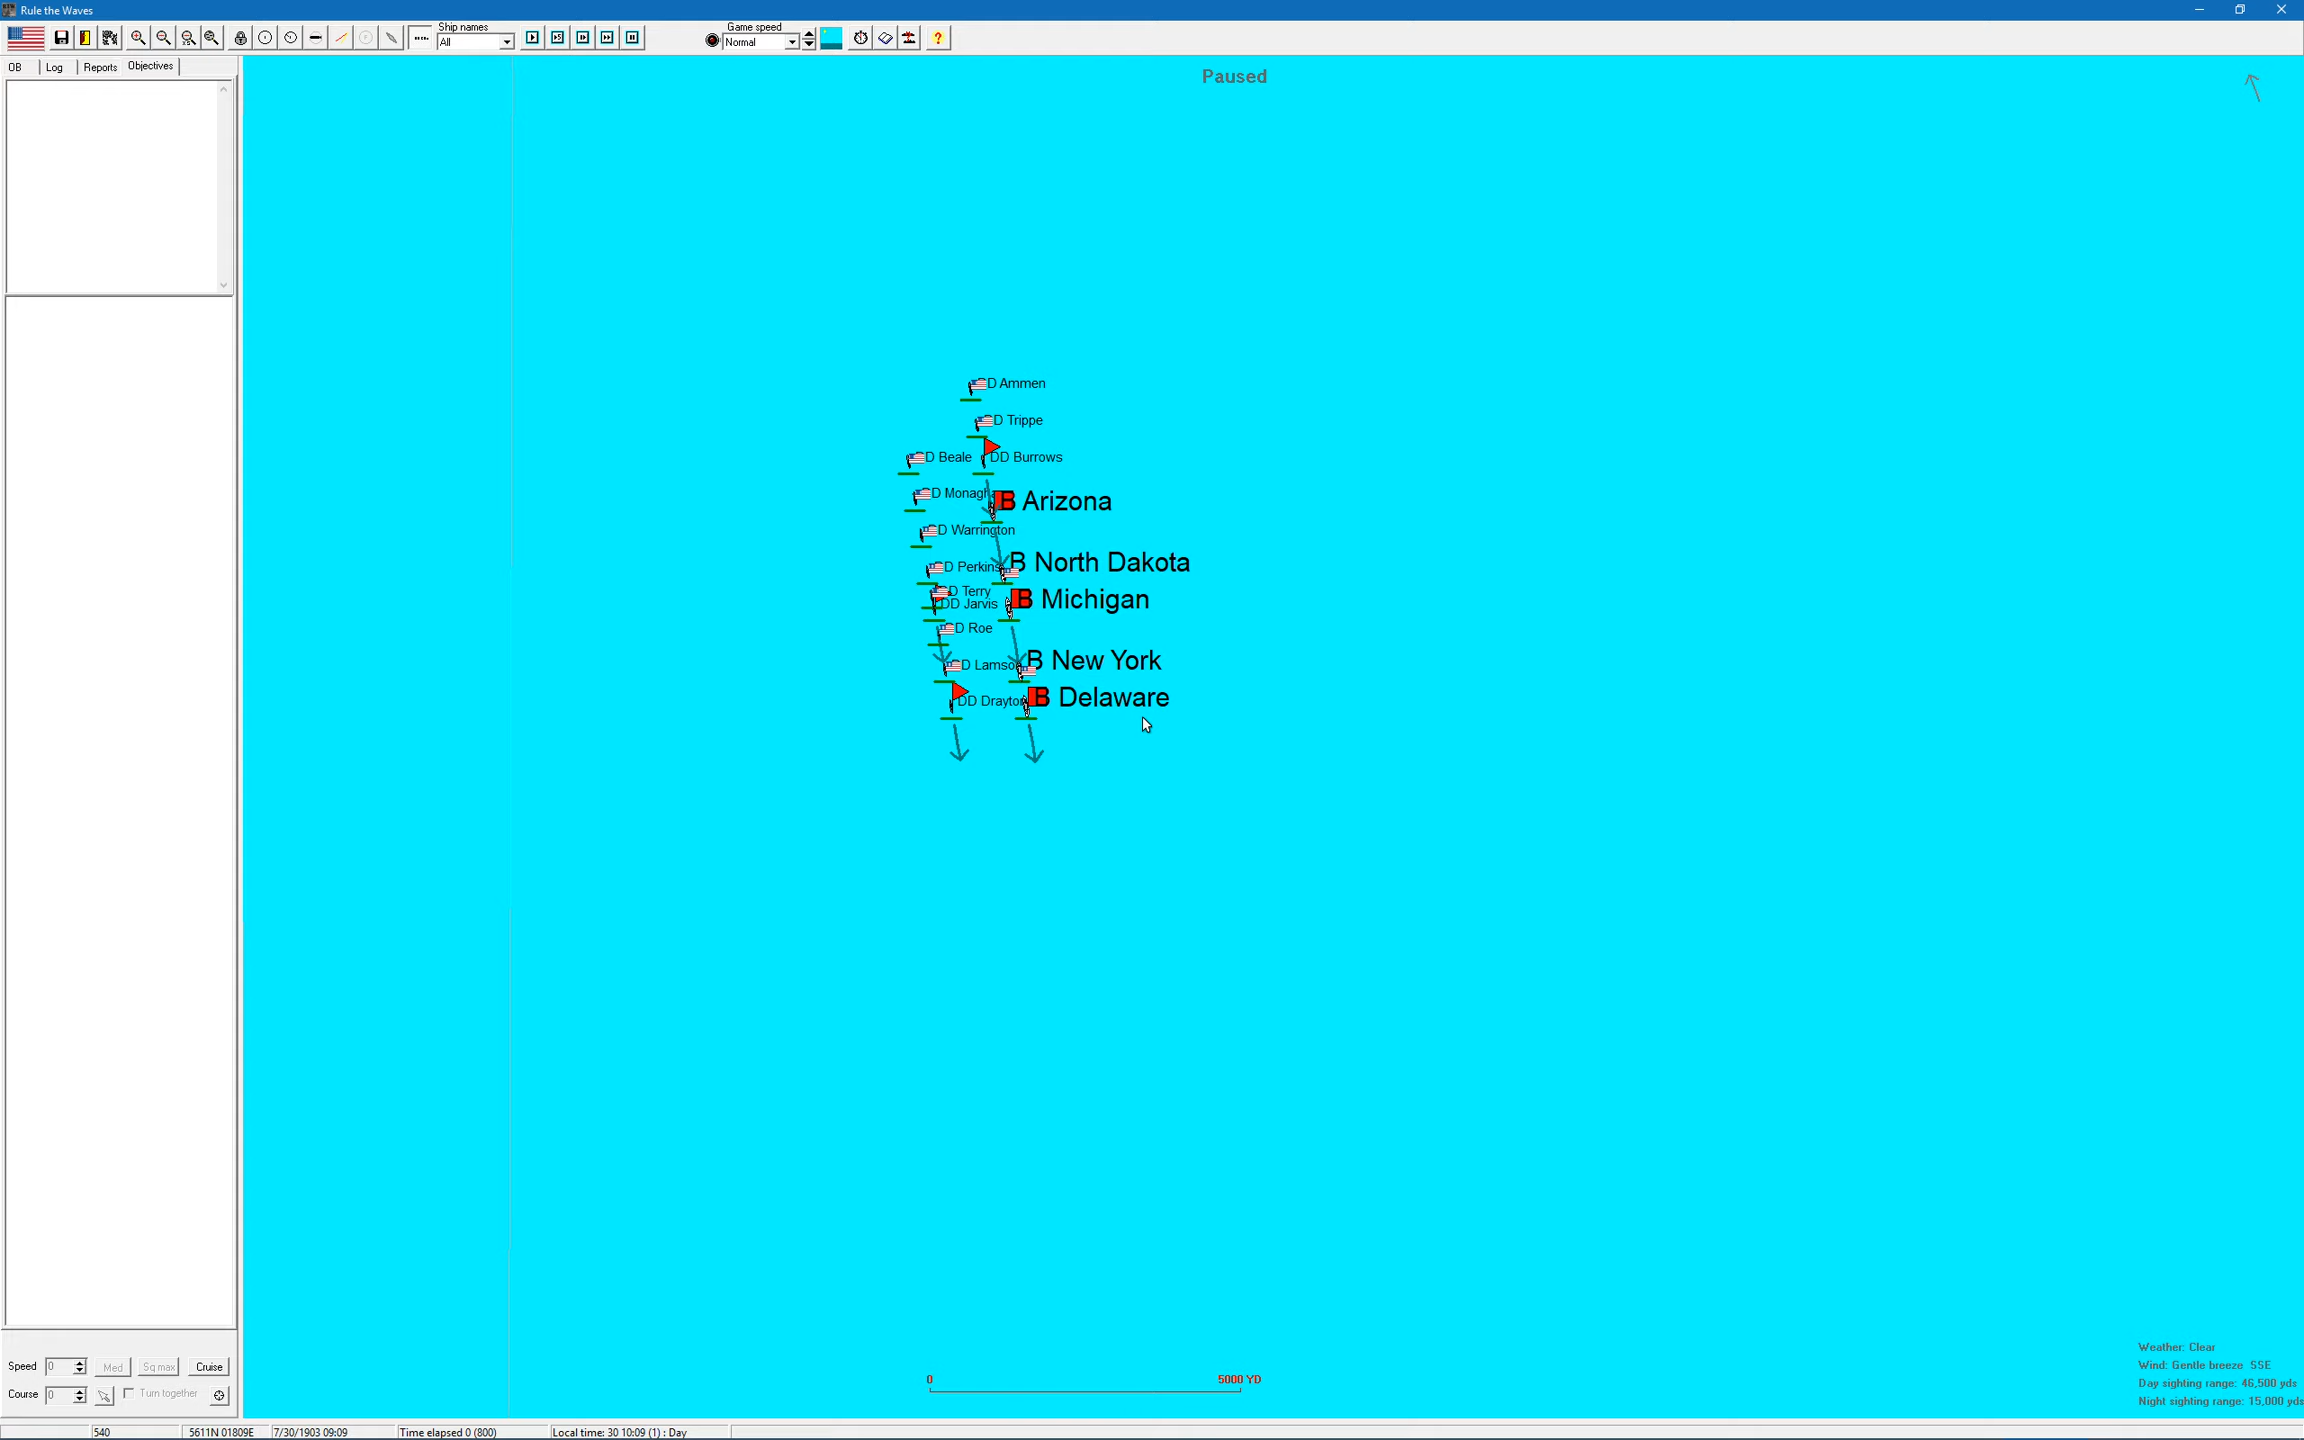 Rule the Waves
Ship names
All
Game speed
Normal
?
OB
Log
Reports
Objectives
Paused
D Ammen
D Trippe
D Beale
DD Burrows
D Monagh
B Arizona
D Warrington
B North Dakota
D Perkins
D Terry
DD Jarvis
B Michigan
D Roe
B New York
D Lamso
DD Drayton
B Delaware
0
5000 YD
Weather: Clear
Wind: Gentle breeze SSE
Day sighting range: 46,500 yds
Night sighting range: 15,000 yds
Speed
0
Med
Sq max
Cruise
Course
0
Turn together
540
5611N 01809E
7/30/1903 09:09
Time elapsed 0 (800)
Local time: 30 10:09 (1) : Day